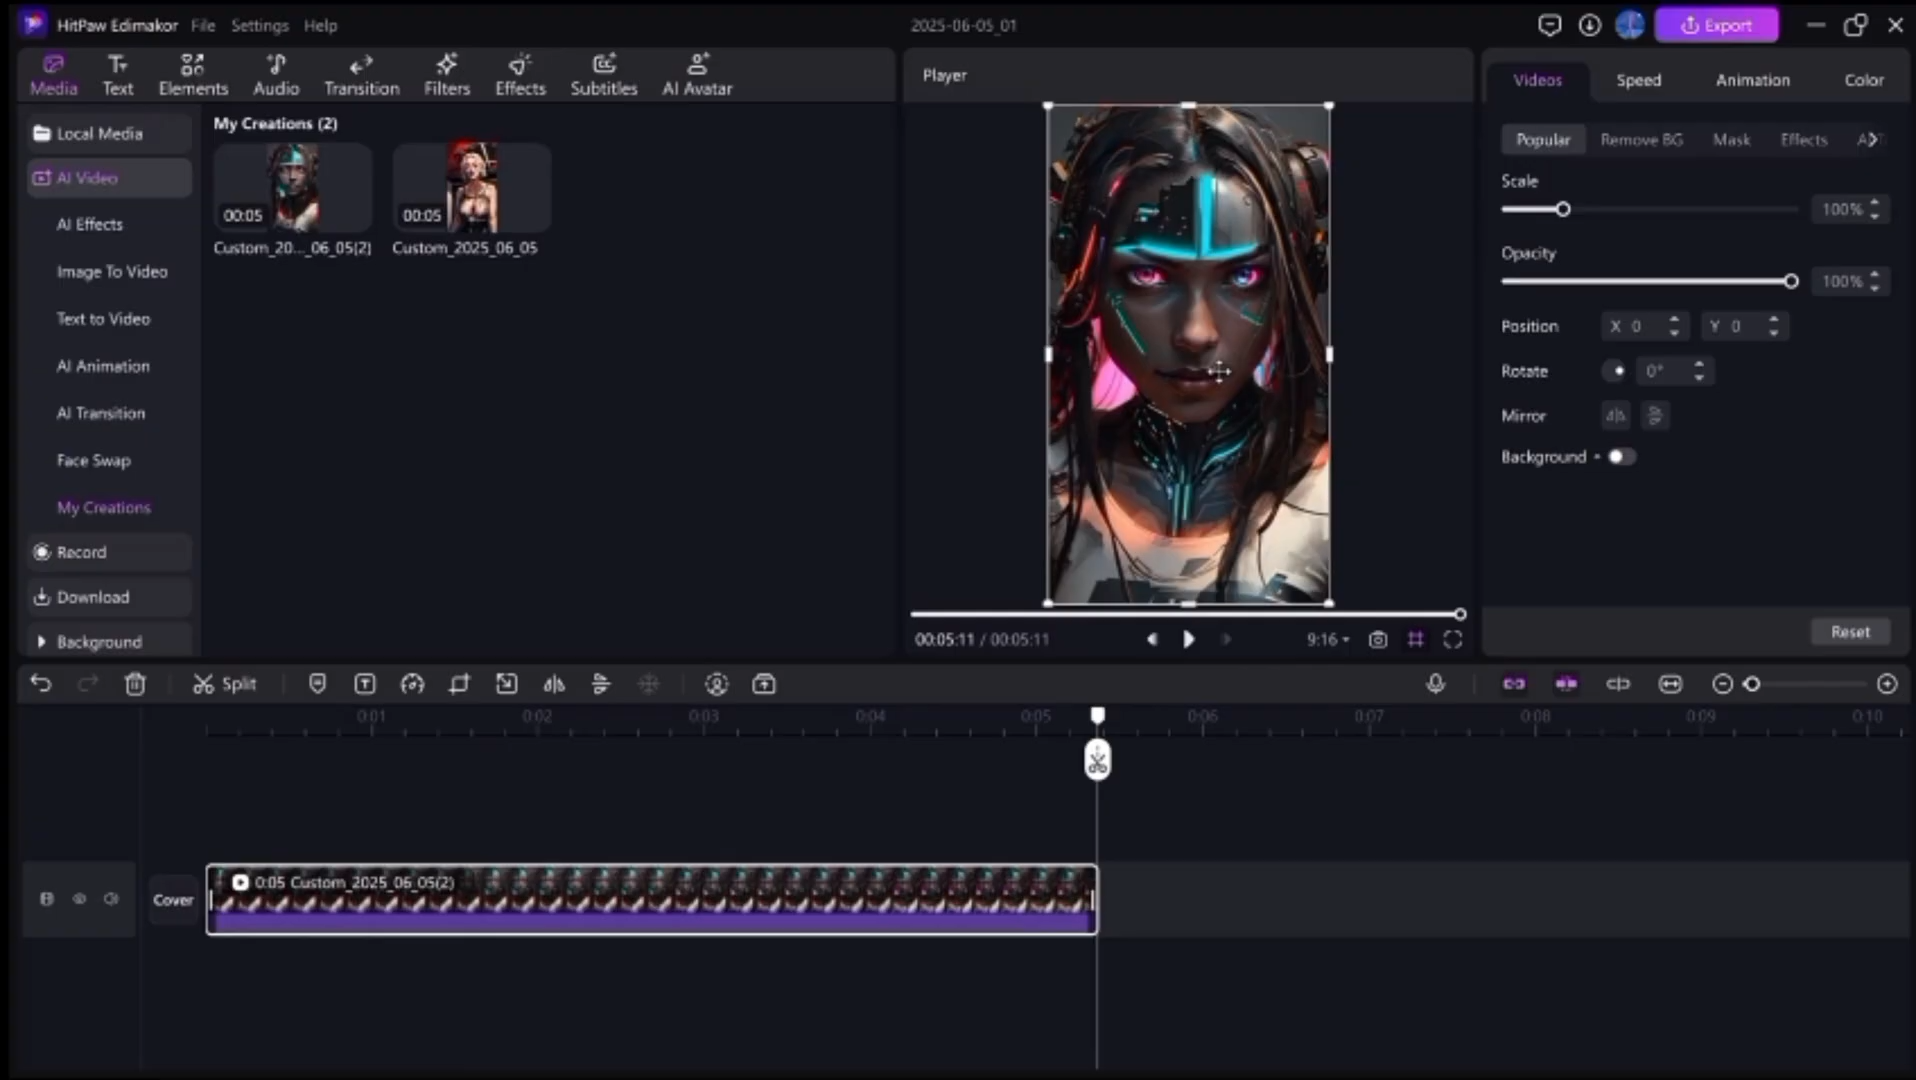 HitPaw Edimakor File Settings Help
2025-06-05_01
Export
Media Text Elements Audio Transition Filters Effects Subtitles AI Avatar
Local Media
AI Video
AI Effects
Image To Video
Text to Video
AI Animation
AI Transition
Face Swap
My Creations
Record
Download
Background
My Creations (2)
00:05 00:05
Custom_20..._06_05(2) Custom_2025_06_05
Player
00:05:11 / 00:05:11
9:16
Videos Speed Animation Color
Popular Remove BG Mask Effects
Scale
100%
Opacity
100%
Position X 0 Y 0
Rotate 0°
Mirror
Background
Reset
Split
0:01 0:02 0:03 0:04 0:05 0:06 0:07 0:08 0:09 0:10
Cover
0:05 Custom_2025_06_05(2)